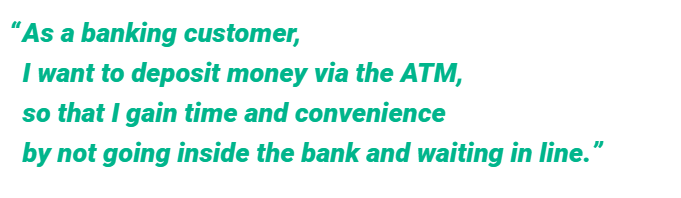 “As a banking customer,
I want to deposit money via the ATM,
so that I gain time and convenience
by not going inside the bank and waiting in line.”